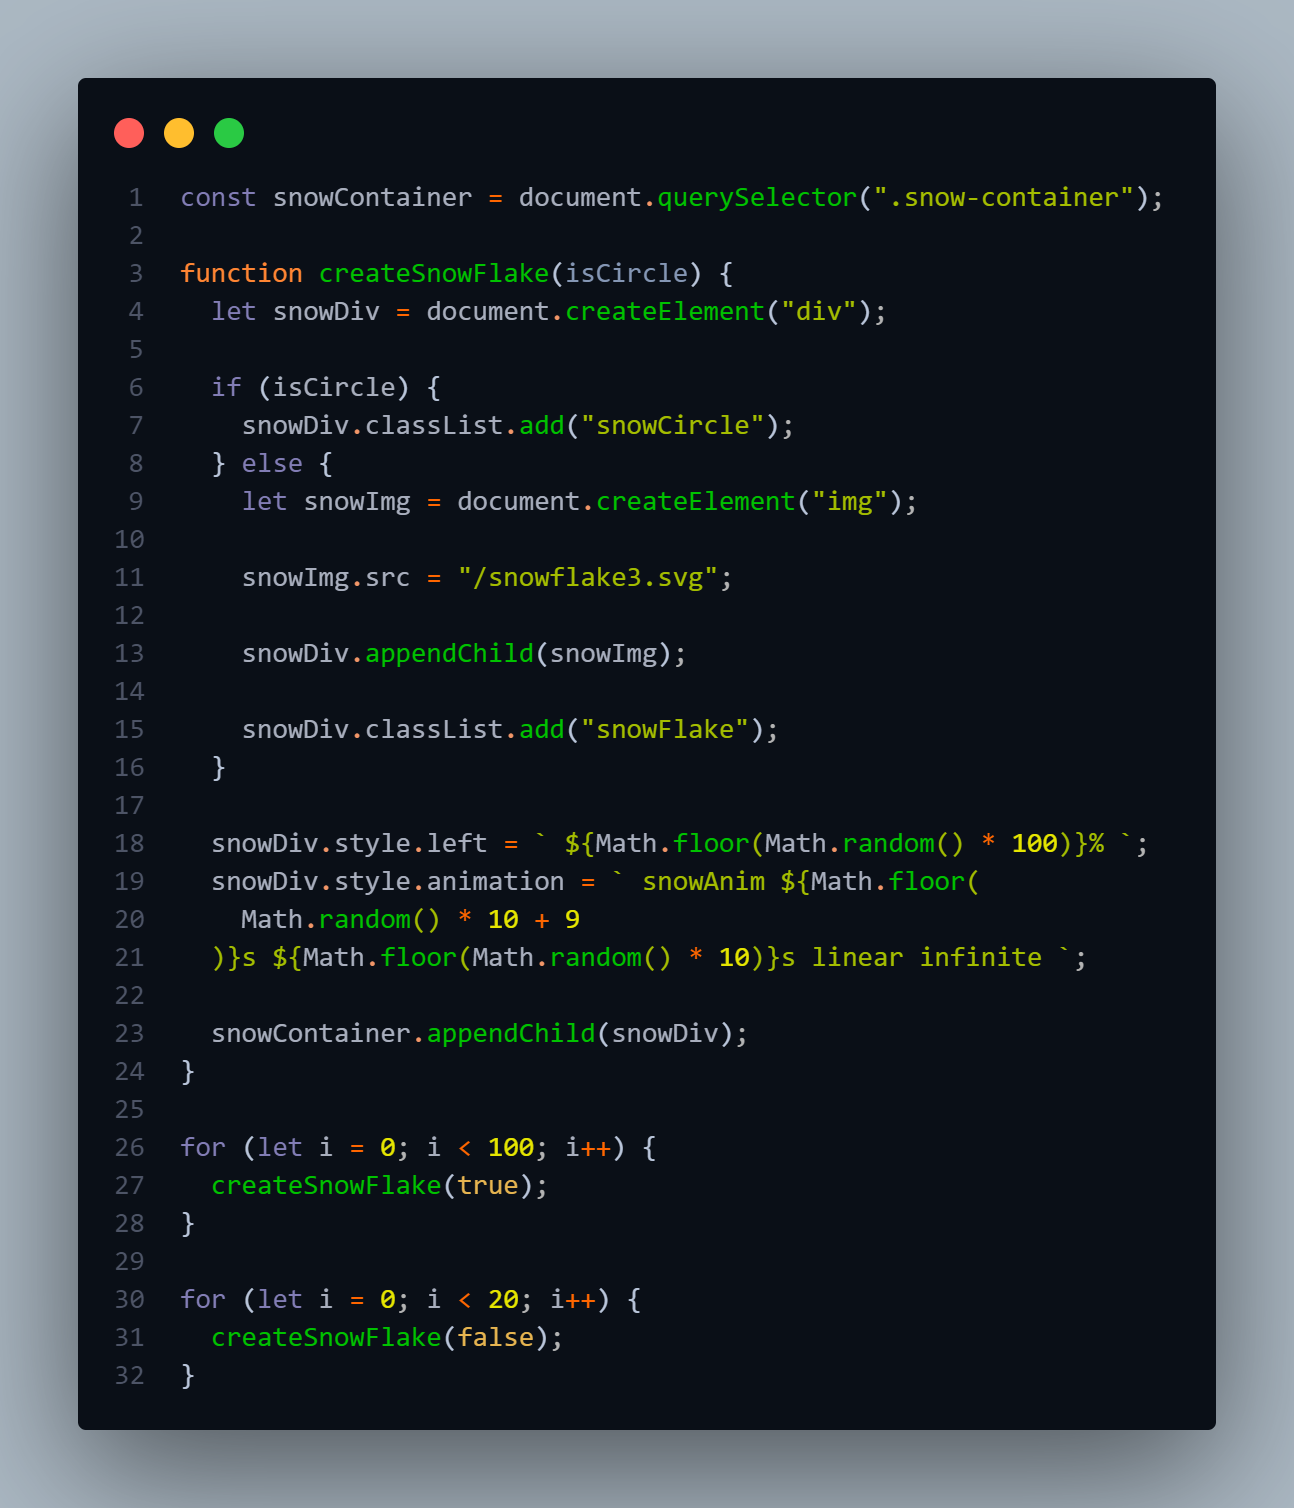 1 const snowContainer = document.querySelector(".snow-container");
2
3 function createSnowFlake(isCircle) {
4   let snowDiv = document.createElement("div");
5
6   if (isCircle) {
7     snowDiv.classList.add("snowCircle");
8   } else {
9     let snowImg = document.createElement("img");
10
11     snowImg.src = "/snowflake3.svg";
12
13     snowDiv.appendChild(snowImg);
14
15     snowDiv.classList.add("snowFlake");
16   }
17
18   snowDiv.style.left = ` ${Math.floor(Math.random() * 100)}% `;
19   snowDiv.style.animation = ` snowAnim ${Math.floor(
20     Math.random() * 10 + 9
21   )}s ${Math.floor(Math.random() * 10)}s linear infinite `;
22
23   snowContainer.appendChild(snowDiv);
24 }
25
26 for (let i = 0; i < 100; i++) {
27   createSnowFlake(true);
28 }
29
30 for (let i = 0; i < 20; i++) {
31   createSnowFlake(false);
32 }